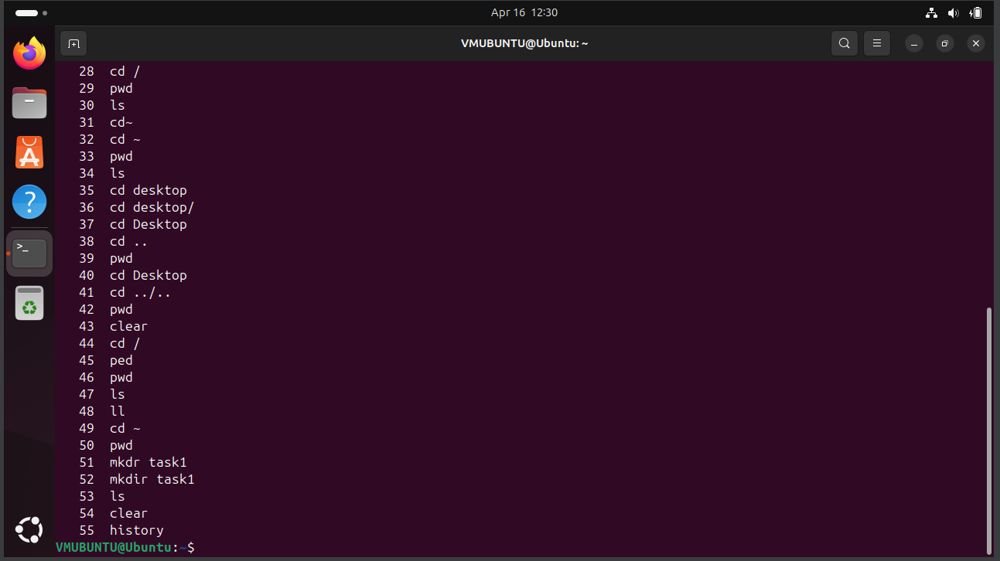 Apr 16 12:30
VMUBUNTU@Ubuntu: ~
28 cd /
29 pwd
30 ls
31 cd~
32 cd ~
33 pwd
34 ls
35 cd desktop
36 cd desktop/
37 cd Desktop
38 cd ..
39 pwd
40 cd Desktop
41 cd ../..
42 pwd
43 clear
44 cd /
45 ped
46 pwd
47 ls
48 ll
49 cd ~
50 pwd
51 mkdr task1
52 mkdir task1
53 ls
54 clear
55 history
VMUBUNTU@Ubuntu:~$